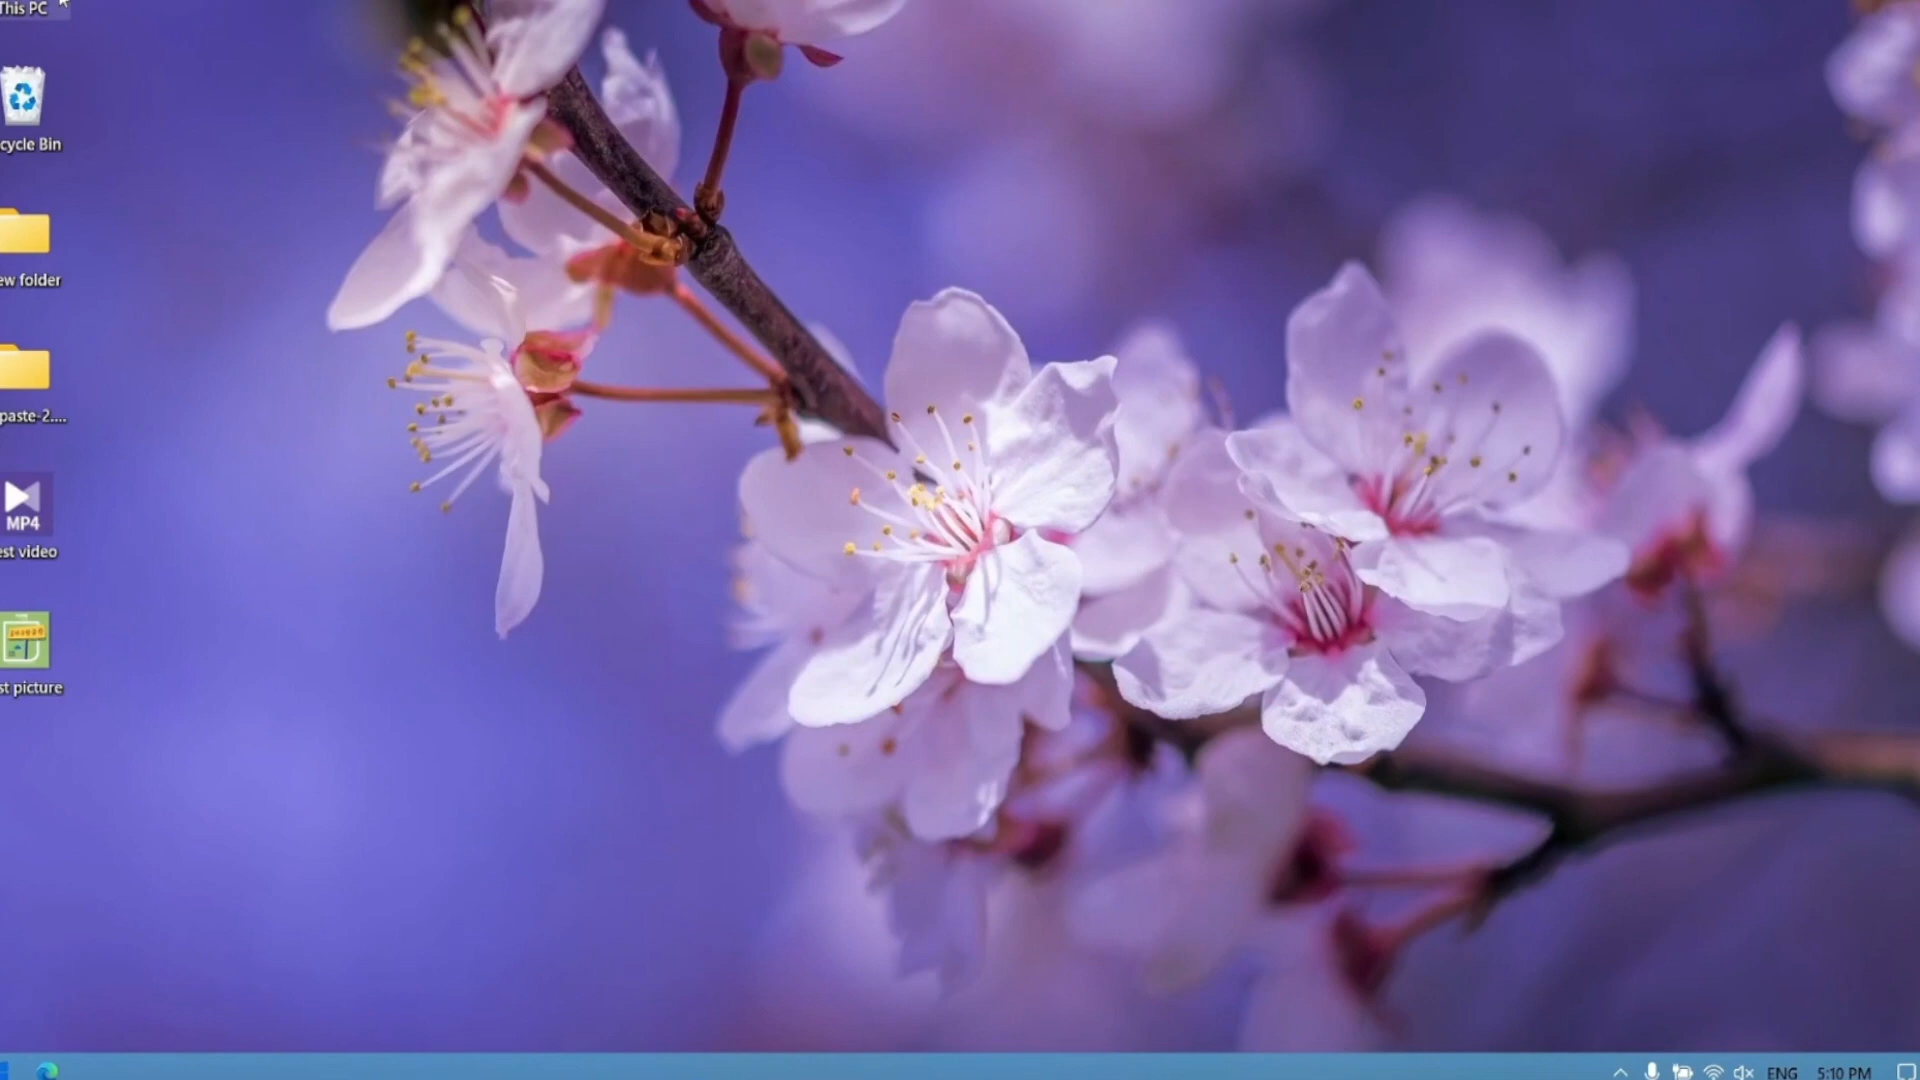 This PC
cycle Bin
ew folder
paste-2....
MP4
est video
st picture
ENG 5:10 PM